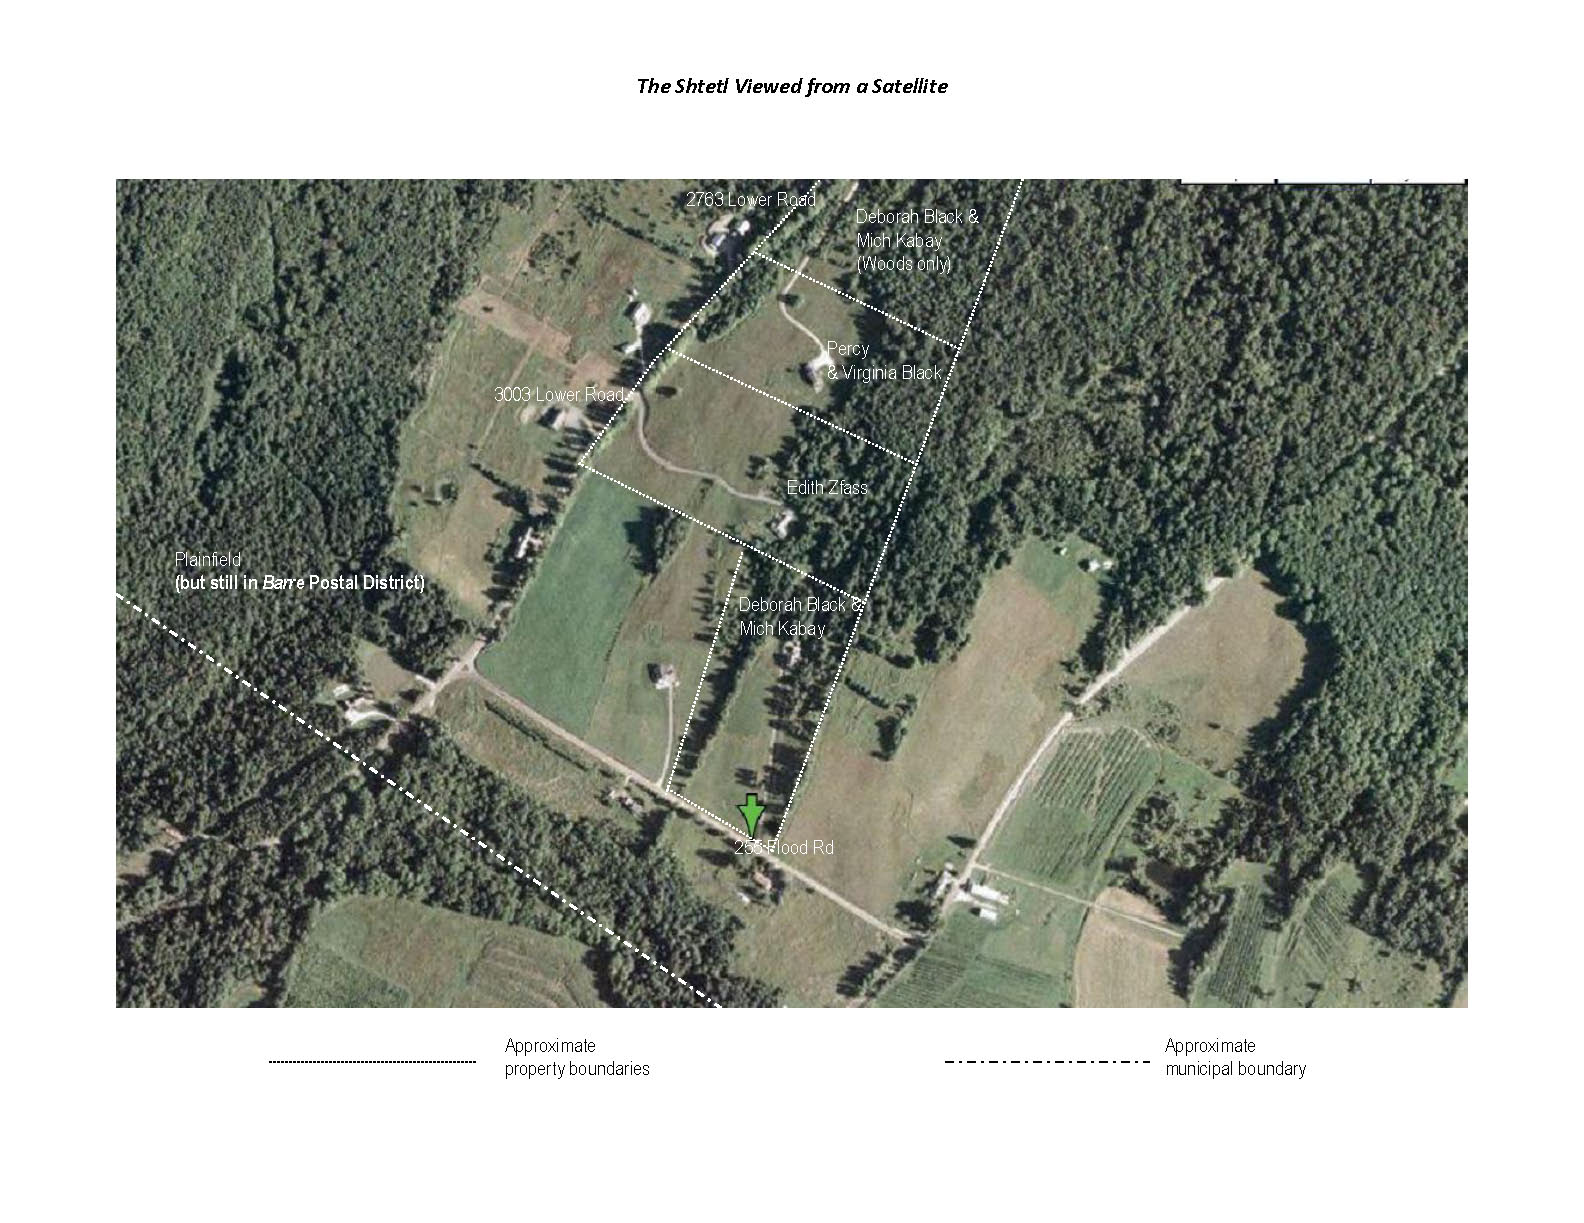 The Shtetl Viewed from a Satellite
2763 Lower Road
Deborah Black &
Mich Kabay
(Woods only)
Percy
& Virginia Black
3003 Lower Road
Edith Zfass
Plainfield
(but still in Barre Postal District)
Deborah Black &
Mich Kabay
255 Flood Rd
Approximate
property boundaries
Approximate
municipal boundary